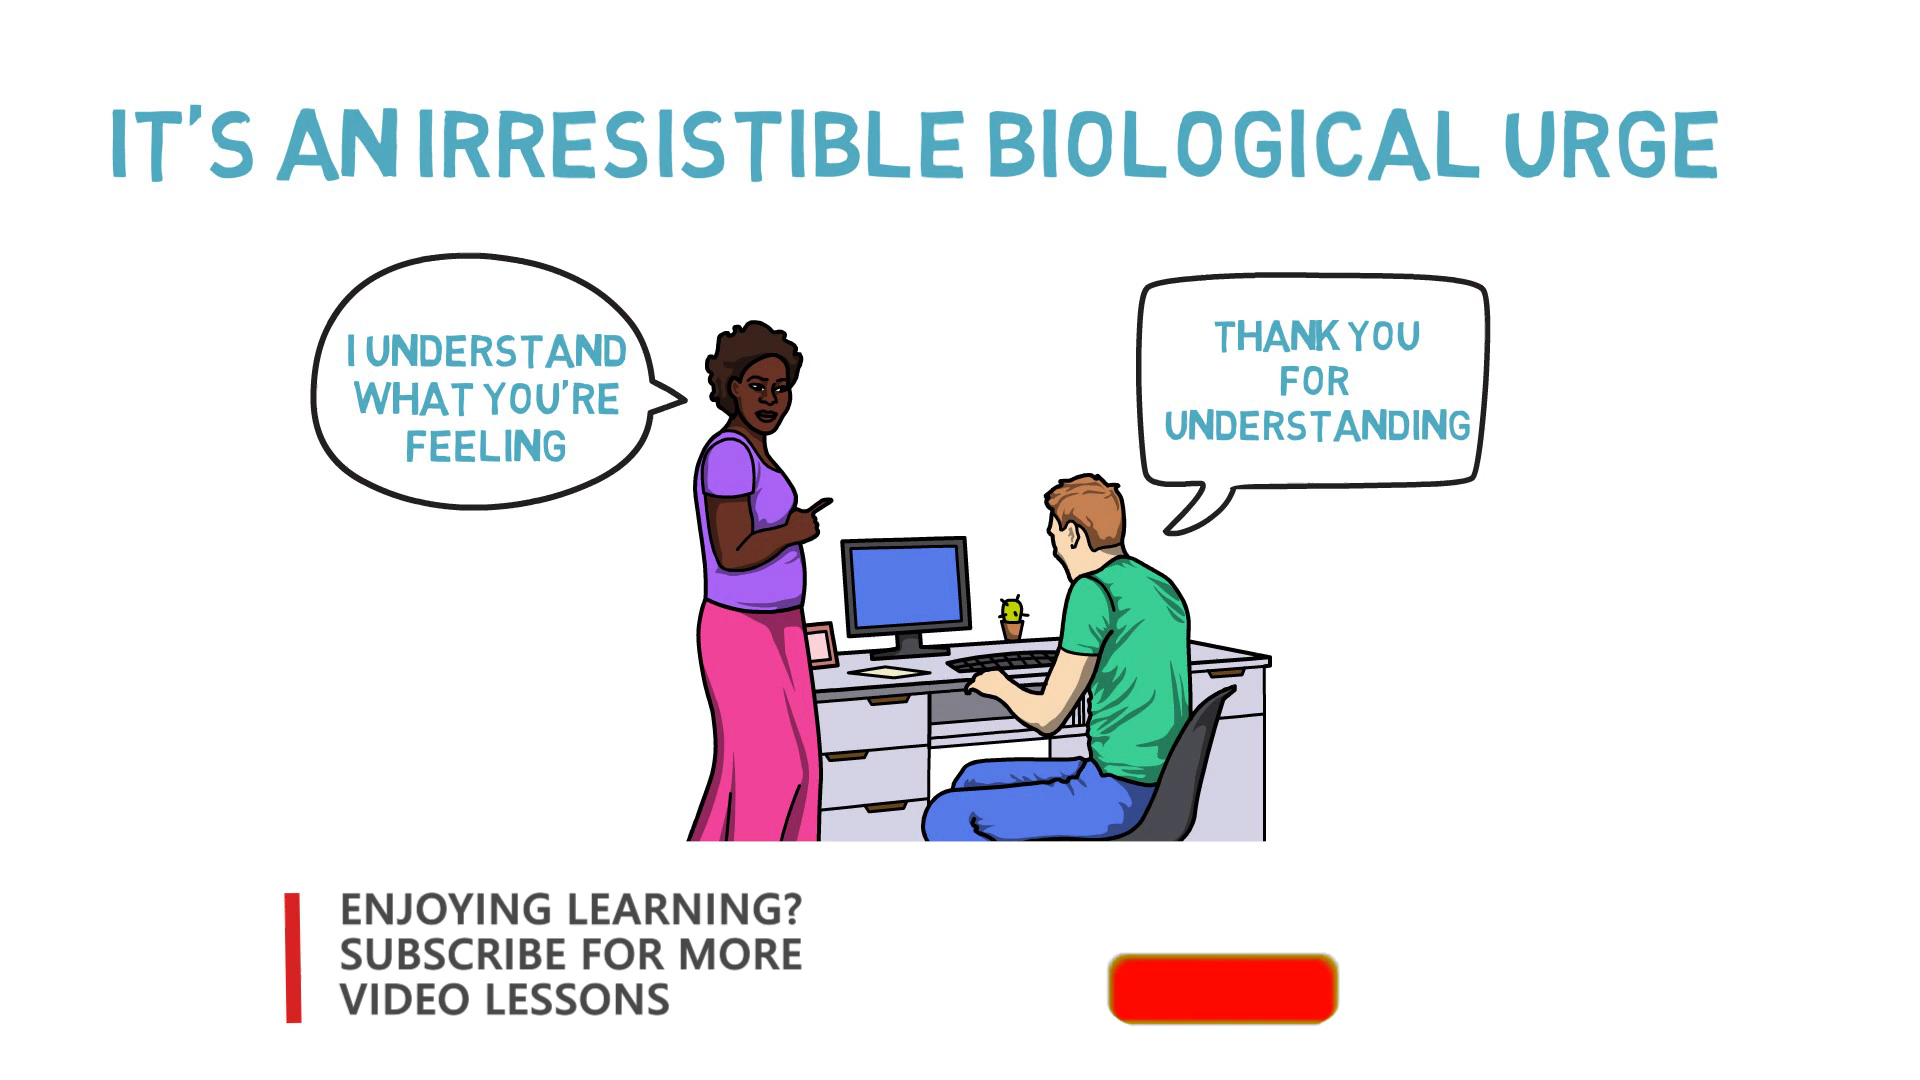 IT'S AN IRRESISTIBLE BIOLOGICAL URGE
I UNDERSTAND
WHAT YOU'RE
FEELING
THANK YOU
FOR
UNDERSTANDING
ENJOYING LEARNING?
SUBSCRIBE FOR MORE
VIDEO LESSONS